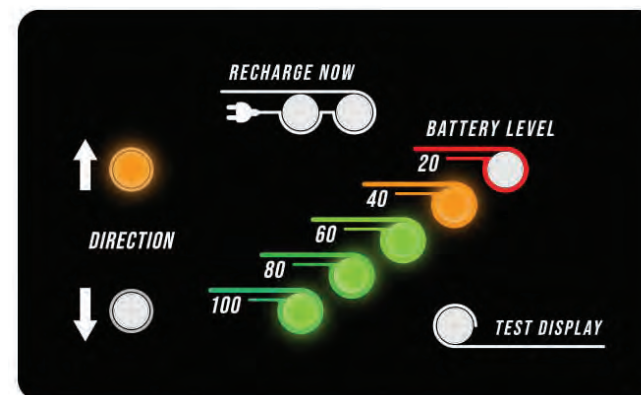 RECHARGE NOW
BATTERY LEVEL
20
40
60
DIRECTION
80
100
TEST DISPLAY